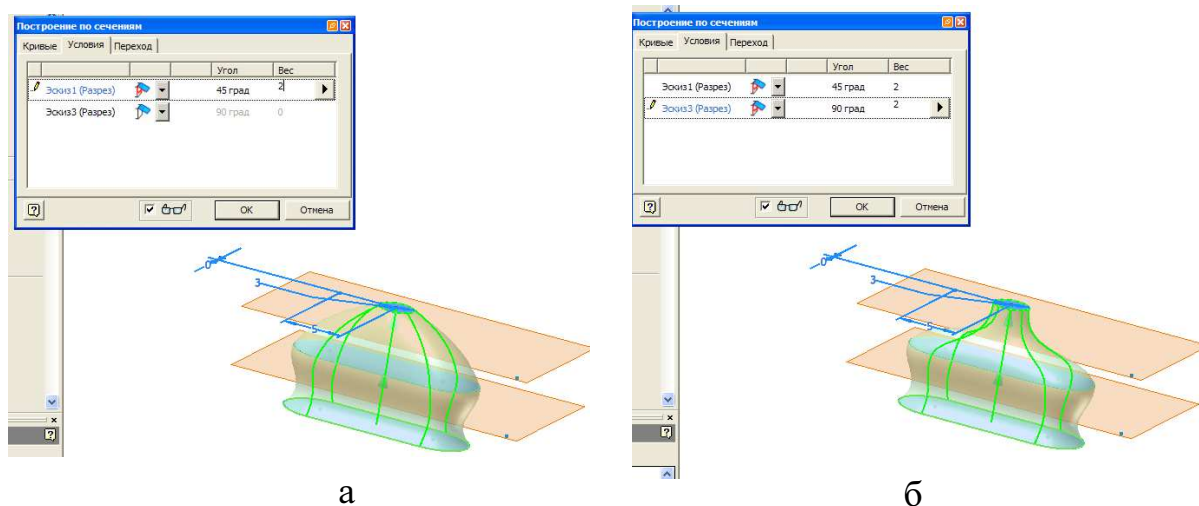 Построение по сечениям
Кривые Условия Переход
Угол Вес
Эскиз1 (Разрез) 45 град 2
Эскиз3 (Разрез) 90 град 0
OK Отмена
-0
3
5
а
Построение по сечениям
Кривые Условия Переход
Угол Вес
Эскиз1 (Разрез) 45 град 2
Эскиз3 (Разрез) 90 град 2
OK Отмена
-0
3
5
б